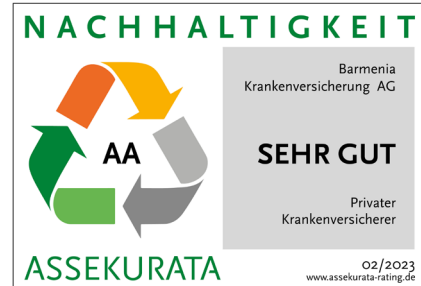 NACHHALTIGKEIT
Barmenia
Krankenversicherung AG
AA
SEHR GUT
Privater
Krankenversicherer
ASSEKURATA
02/2023
www.assekurata-rating.de